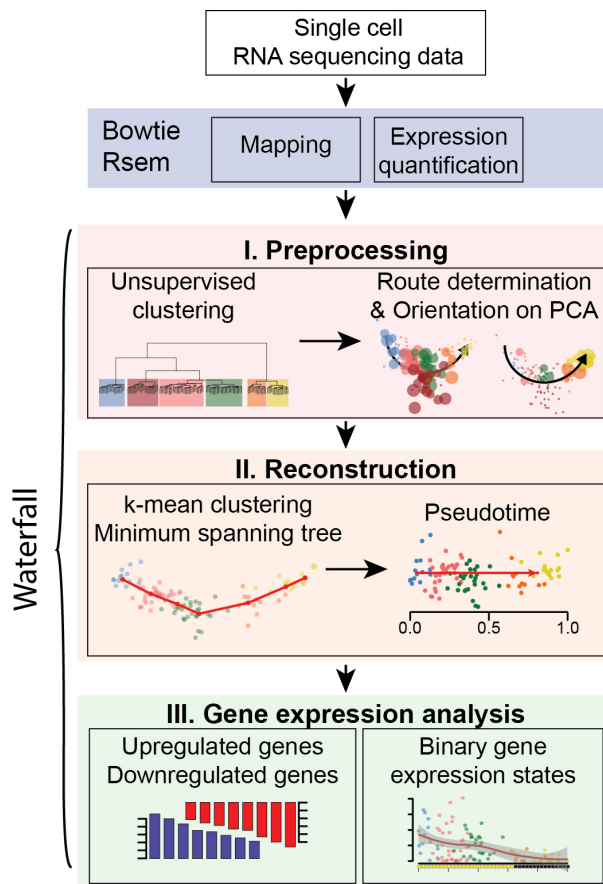 Single cell
RNA sequencing data
Bowtie
Rsem
Mapping
Expression
quantification
Waterfall
I. Preprocessing
Unsupervised
clustering
Route determination
& Orientation on PCA
II. Reconstruction
k-mean clustering
Minimum spanning tree
Pseudotime
0.0 0.5 1.0
III. Gene expression analysis
Upregulated genes
Downregulated genes
Binary gene
expression states